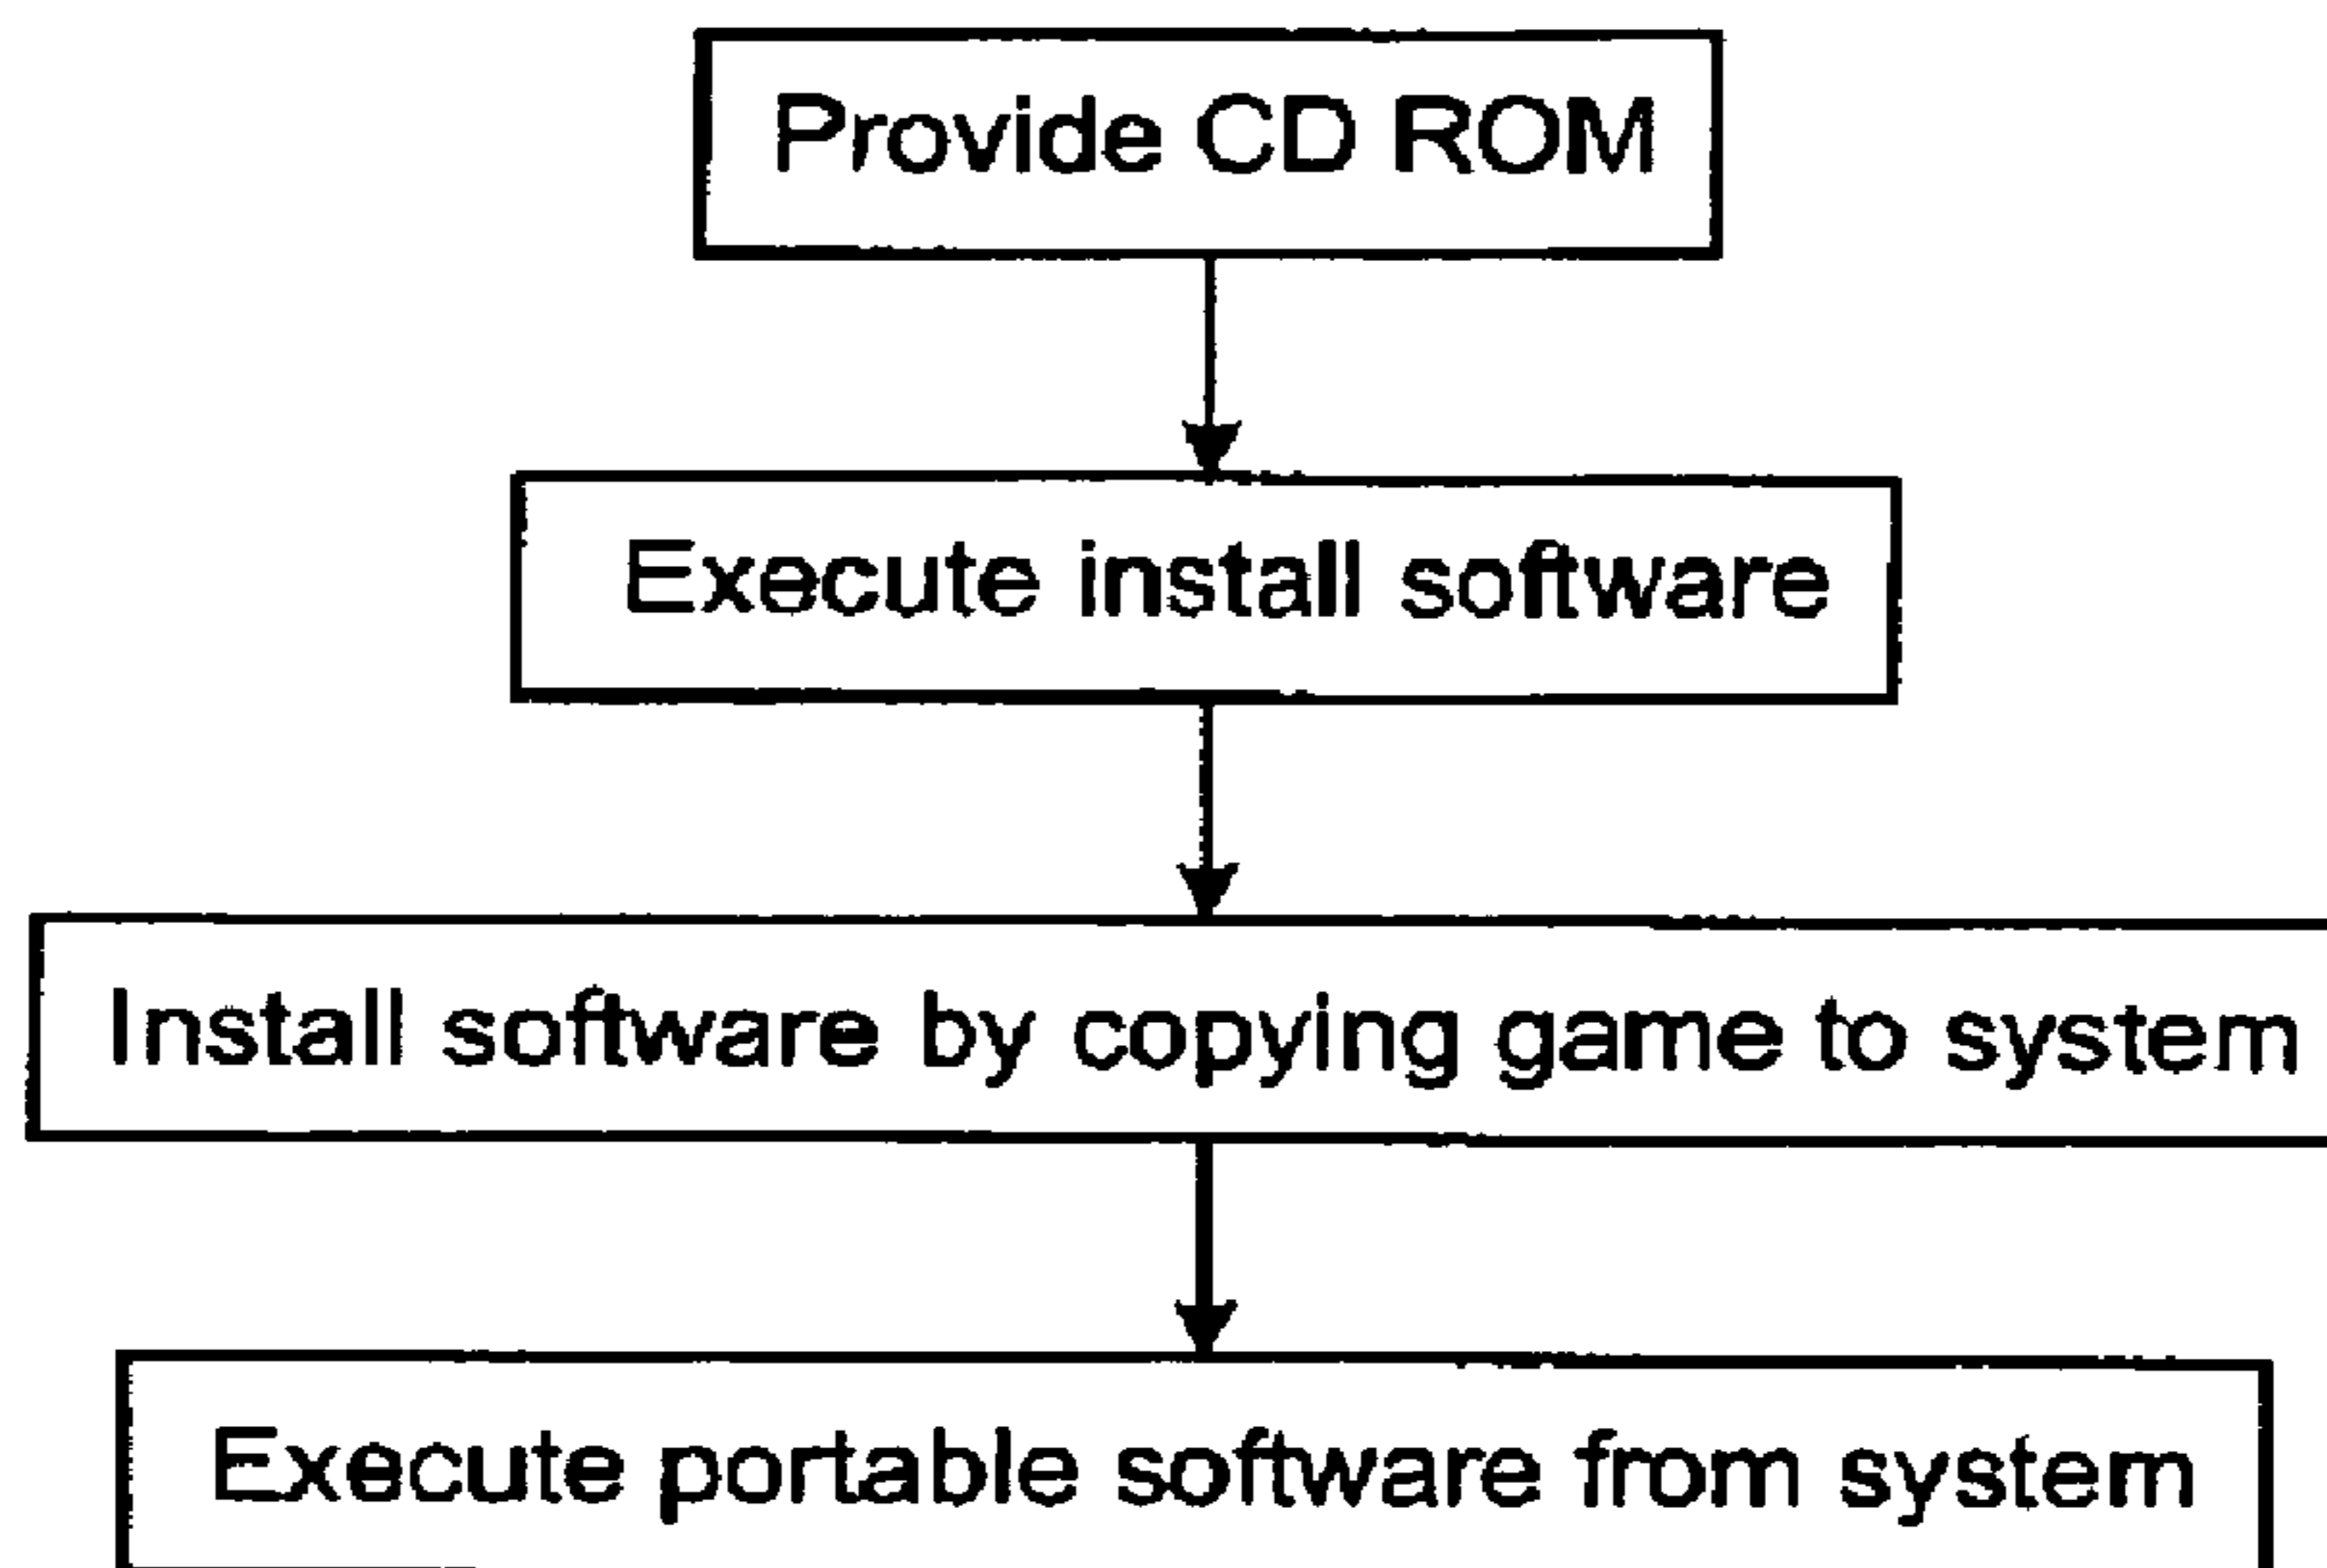 Provide CD ROM
Execute install software
Install software by copying game to system
Execute portable software from system